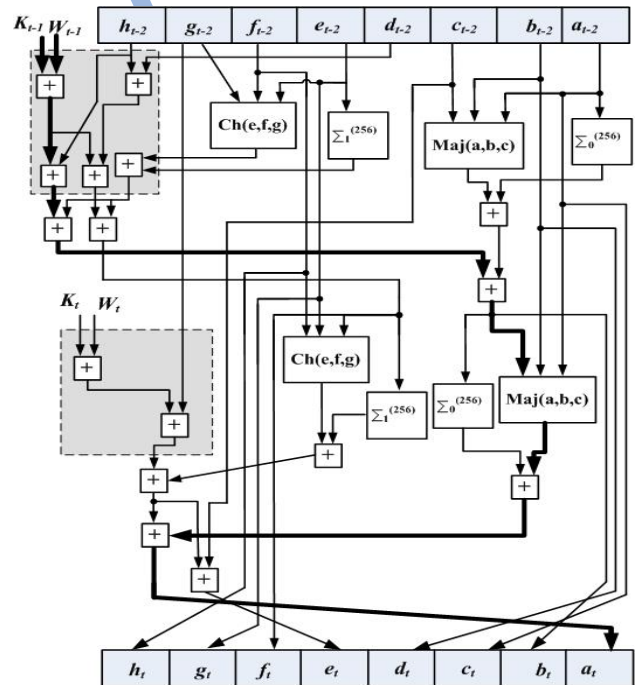 K_{t-1} W_{t-1}
h_{t-2} g_{t-2} f_{t-2} e_{t-2} d_{t-2} c_{t-2} b_{t-2} a_{t-2}
+ +
Ch(e,f,g)
∑₁⁽²⁵⁶⁾
Maj(a,b,c)
∑₀⁽²⁵⁶⁾
+ + +
+
+ +
+
K_t W_t
+
Ch(e,f,g)
∑₁⁽²⁵⁶⁾
∑₀⁽²⁵⁶⁾
Maj(a,b,c)
+
+
+
+
+
+
h_t g_t f_t e_t d_t c_t b_t a_t